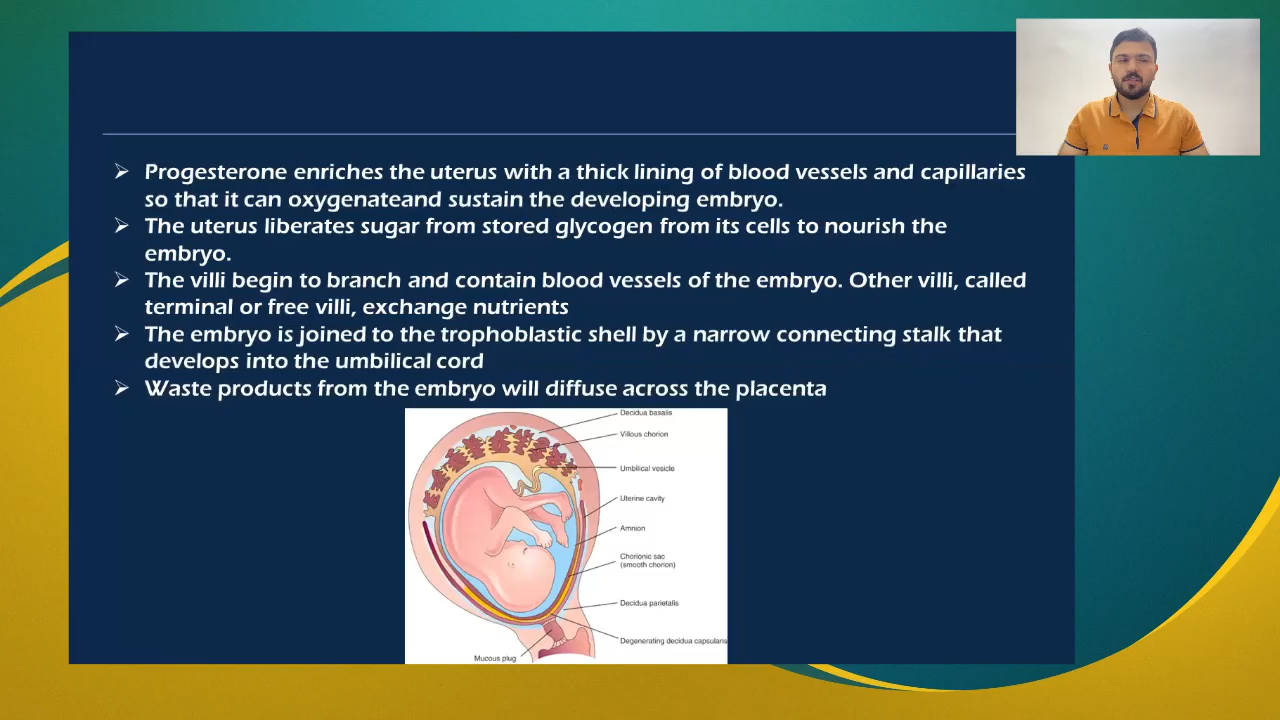 Progesterone enriches the uterus with a thick lining of blood vessels and capillaries
so that it can oxygenateand sustain the developing embryo.
The uterus liberates sugar from stored glycogen from its cells to nourish the
embryo.
The villi begin to branch and contain blood vessels of the embryo. Other villi, called
terminal or free villi, exchange nutrients
The embryo is joined to the trophoblastic shell by a narrow connecting stalk that
develops into the umbilical cord
Waste products from the embryo will diffuse across the placenta
Decidua basalis
Villous chorion
Umbilical vesicle
Uterine cavity
Amnion
Chorionic sac
(smooth chorion)
Decidua parietalis
Degenerating decidua capsularis
Mucous plug